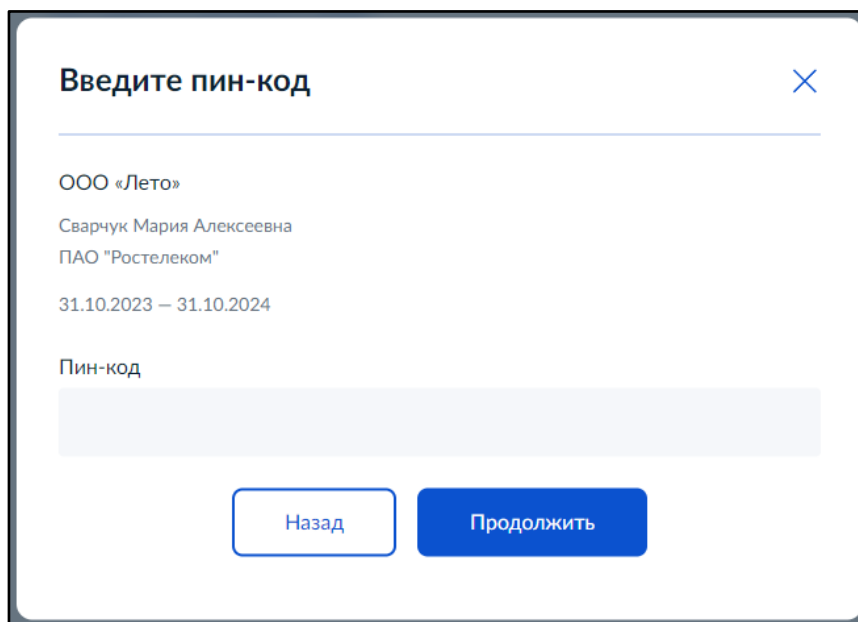 Введите пин-код
ООО «Лето»
Сварчук Мария Алексеевна
ПАО "Ростелеком"
31.10.2023 — 31.10.2024
Пин-код
Назад
Продолжить